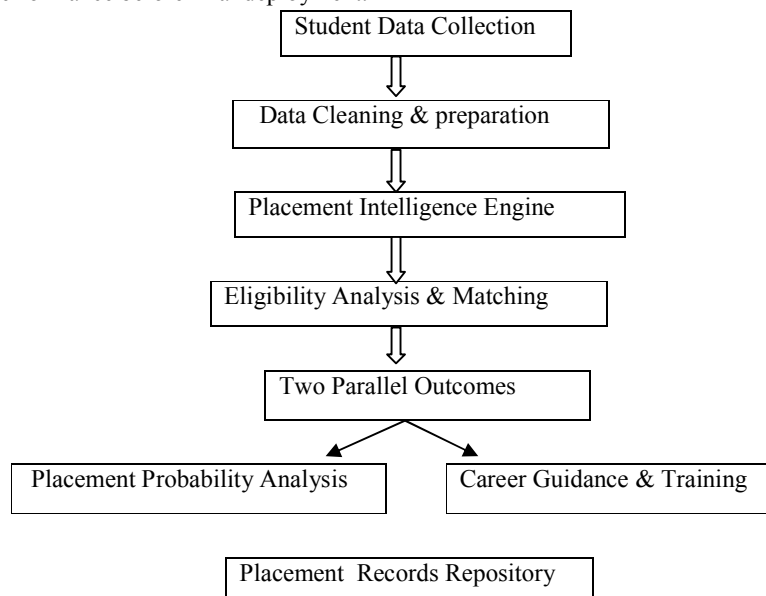 Student Data Collection
Data Cleaning & preparation
Placement Intelligence Engine
Eligibility Analysis & Matching
Two Parallel Outcomes
Placement Probability Analysis
Career Guidance & Training
Placement Records Repository